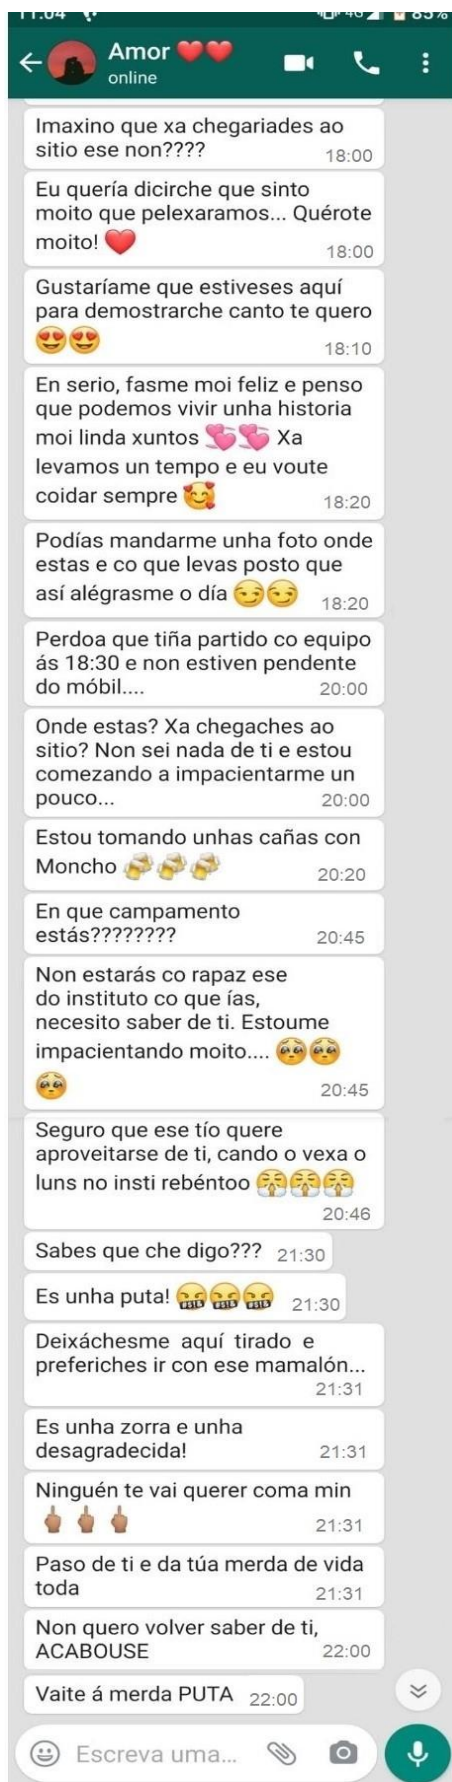 11:04 4G 85%
Amor ❤️❤️
online
Imaxino que xa chegariades ao
sitio ese non????
18:00
Eu quería dicirche que sinto
moito que pelexaramos... Quérote
moito! ❤️
18:00
Gustaríame que estiveses aquí
para demostrarche canto te quero
😍😍
18:10
En serio, fasme moi feliz e penso
que podemos vivir unha historia
moi linda xuntos 💞💞 Xa
levamos un tempo e eu voute
coidar sempre 🥰
18:20
Podías mandarme unha foto onde
estas e co que levas posto que
así alégrasme o día 😏😏
18:20
Perdoa que tiña partido co equipo
ás 18:30 e non estiven pendente
do móbil....
20:00
Onde estas? Xa chegaches ao
sitio? Non sei nada de ti e estou
comezando a impacientarme un
pouco...
20:00
Estou tomando unhas cañas con
Moncho 🍻🍻🍻
20:20
En que campamento
estás????????
20:45
Non estarás co rapaz ese
do instituto co que ías,
necesito saber de ti. Estoume
impacientando moito.... 🥺🥺
🥺
20:45
Seguro que ese tío quere
aproveitarse de ti, cando o vexa o
luns no insti rebéntoo 😤😤😤
20:46
Sabes que che digo??? 21:30
Es unha puta! 🤬🤬🤬 21:30
Deixáchesme aquí tirado e
preferiches ir con ese mamalón...
21:31
Es unha zorra e unha
desagradecida!
21:31
Ninguén te vai querer coma min
🖕🏽 🖕🏽 🖕🏽
21:31
Paso de ti e da túa merda de vida
toda
21:31
Non quero volver saber de ti,
ACABOUSE
22:00
Vaite á merda PUTA 22:00
Escreva uma...